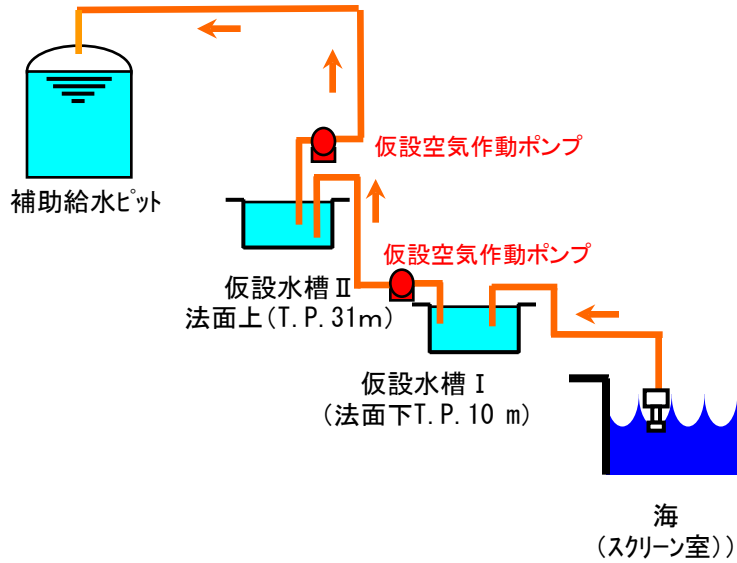 仮設空気作動ポンプ
補助給水ピット
仮設空気作動ポンプ
仮設水槽Ⅱ
法面上(T.P.31m)
仮設水槽Ⅰ
(法面下T.P.10 m)
海
(スクリーン室))